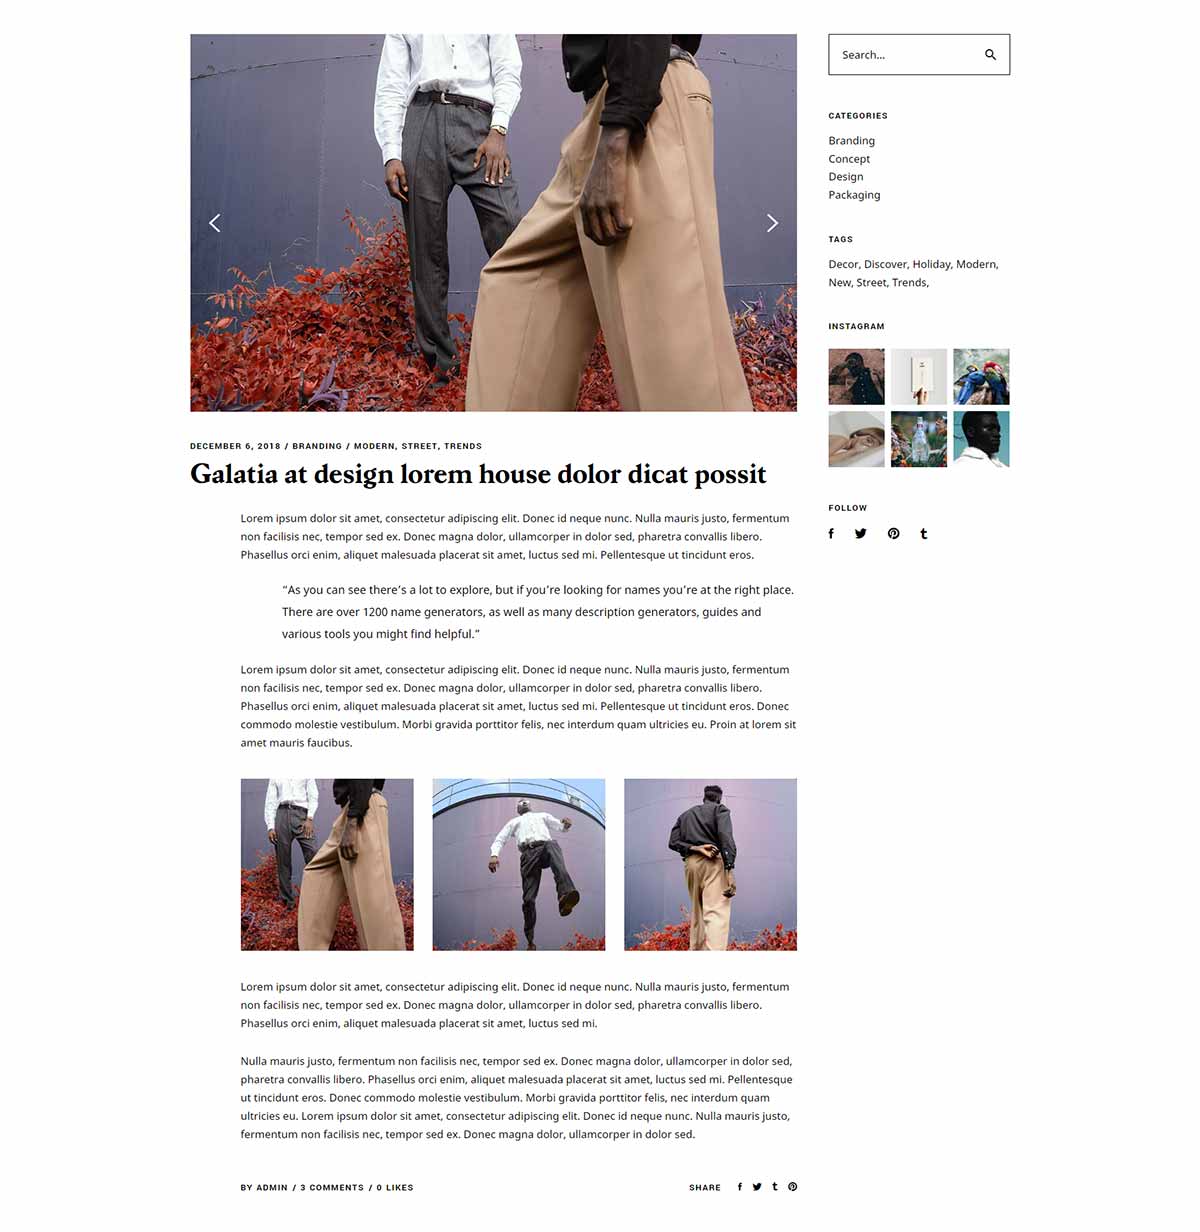 DECEMBER 6, 2018 / BRANDING / MODERN, STREET, TRENDS
Galatia at design lorem house dolor dicat possit
Lorem ipsum dolor sit amet, consectetur adipiscing elit. Donec id neque nunc. Nulla mauris justo, fermentum
non facilisis nec, tempor sed ex. Donec magna dolor, ullamcorper in dolor sed, pharetra convallis libero.
Phasellus orci enim, aliquet malesuada placerat sit amet, luctus sed mi. Pellentesque ut tincidunt eros.
“As you can see there’s a lot to explore, but if you’re looking for names you’re at the right place.
There are over 1200 name generators, as well as many description generators, guides and
various tools you might find helpful.”
Lorem ipsum dolor sit amet, consectetur adipiscing elit. Donec id neque nunc. Nulla mauris justo, fermentum
non facilisis nec, tempor sed ex. Donec magna dolor, ullamcorper in dolor sed, pharetra convallis libero.
Phasellus orci enim, aliquet malesuada placerat sit amet, luctus sed mi. Pellentesque ut tincidunt eros. Donec
commodo molestie vestibulum. Morbi gravida porttitor felis, nec interdum quam ultricies eu. Proin at lorem sit
amet mauris faucibus.
Lorem ipsum dolor sit amet, consectetur adipiscing elit. Donec id neque nunc. Nulla mauris justo, fermentum
non facilisis nec, tempor sed ex. Donec magna dolor, ullamcorper in dolor sed, pharetra convallis libero.
Phasellus orci enim, aliquet malesuada placerat sit amet, luctus sed mi.
Nulla mauris justo, fermentum non facilisis nec, tempor sed ex. Donec magna dolor, ullamcorper in dolor sed,
pharetra convallis libero. Phasellus orci enim, aliquet malesuada placerat sit amet, luctus sed mi. Pellentesque
ut tincidunt eros. Donec commodo molestie vestibulum. Morbi gravida porttitor felis, nec interdum quam
ultricies eu. Lorem ipsum dolor sit amet, consectetur adipiscing elit. Donec id neque nunc. Nulla mauris justo,
fermentum non facilisis nec, tempor sed ex. Donec magna dolor, ullamcorper in dolor sed.
BY ADMIN / 3 COMMENTS / 0 LIKES
SHARE
Search...
CATEGORIES
Branding
Concept
Design
Packaging
TAGS
Decor, Discover, Holiday, Modern,
New, Street, Trends,
INSTAGRAM
FOLLOW